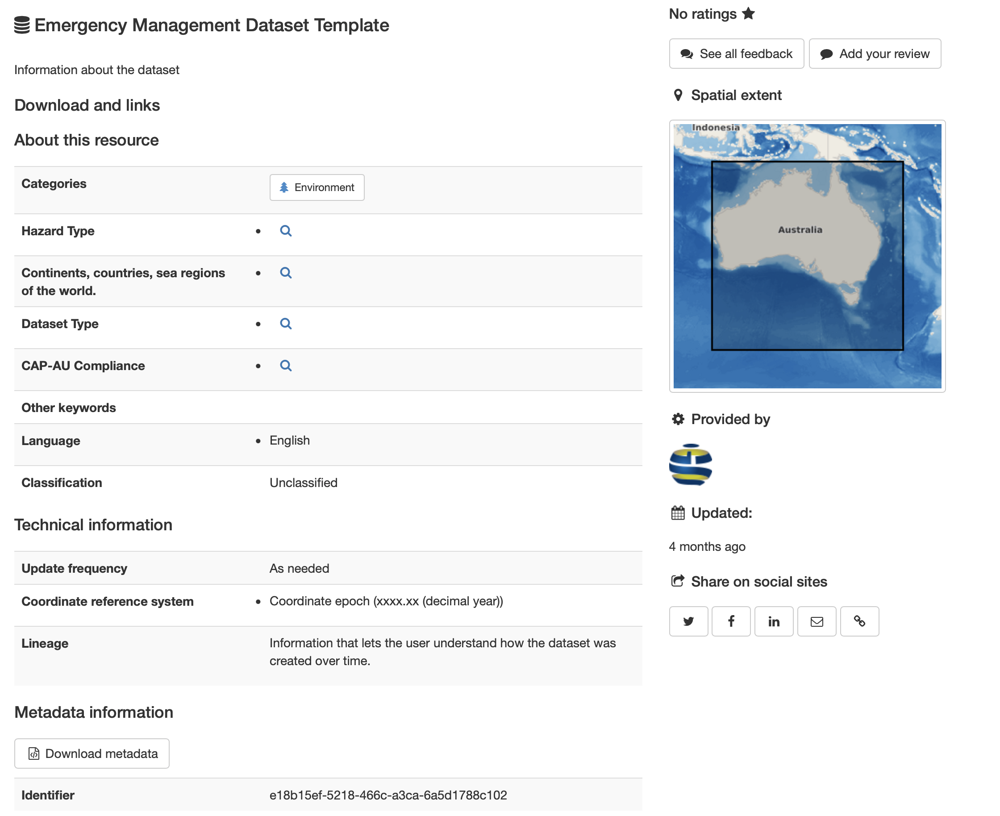 Emergency Management Dataset Template
Information about the dataset
Download and links
About this resource
Categories
Environment
Hazard Type
Continents, countries, sea regions
of the world.
Dataset Type
CAP-AU Compliance
Other keywords
Language
English
Classification
Unclassified
Technical information
Update frequency
As needed
Coordinate reference system
Coordinate epoch (xxxx.xx (decimal year))
Lineage
Information that lets the user understand how the dataset was
created over time.
Metadata information
Download metadata
Identifier
e18b15ef-5218-466c-a3ca-6a5d1788c102
No ratings
See all feedback
Add your review
Spatial extent
Indonesia
Australia
Provided by
Updated:
4 months ago
Share on social sites